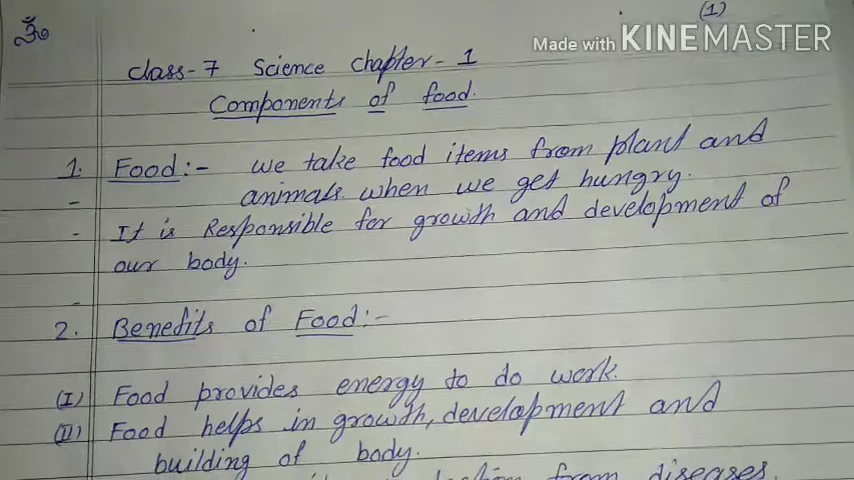 (1)
ॐ
Made with KINEMASTER
Class-7 Science Chapter-1
Components of food.
1. Food:- we take food items from plant and
- animals when we get hungry.
- It is Responsible for growth and development of
our body.
-
2. Benefits of Food:-
(I) Food provides energy to do work.
(II) Food helps in growth, development and
building of body.
from diseases.